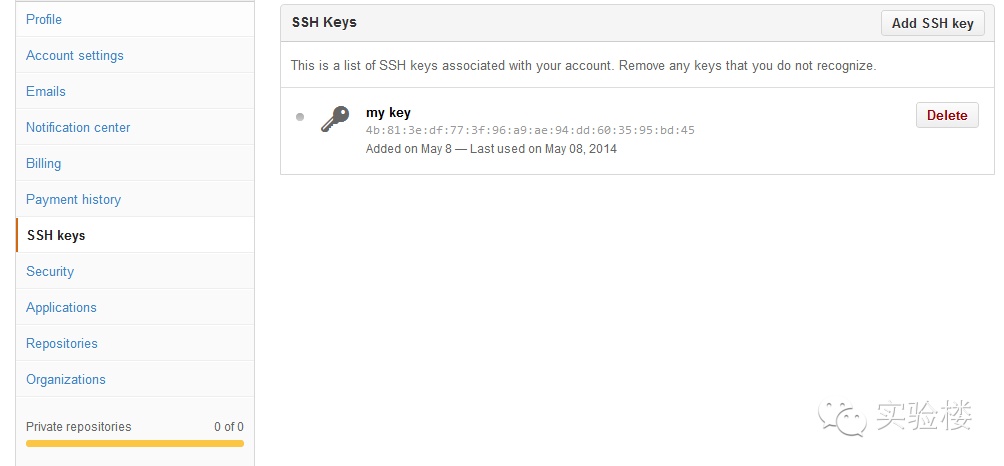 Profile
Account settings
Emails
Notification center
Billing
Payment history
SSH keys
Security
Applications
Repositories
Organizations
Private repositories 0 of 0
SSH Keys
Add SSH key
This is a list of SSH keys associated with your account. Remove any keys that you do not recognize.
my key
4b:81:3e:df:77:3f:96:a9:ae:94:dd:60:35:95:bd:45
Added on May 8 — Last used on May 08, 2014
Delete
实验楼